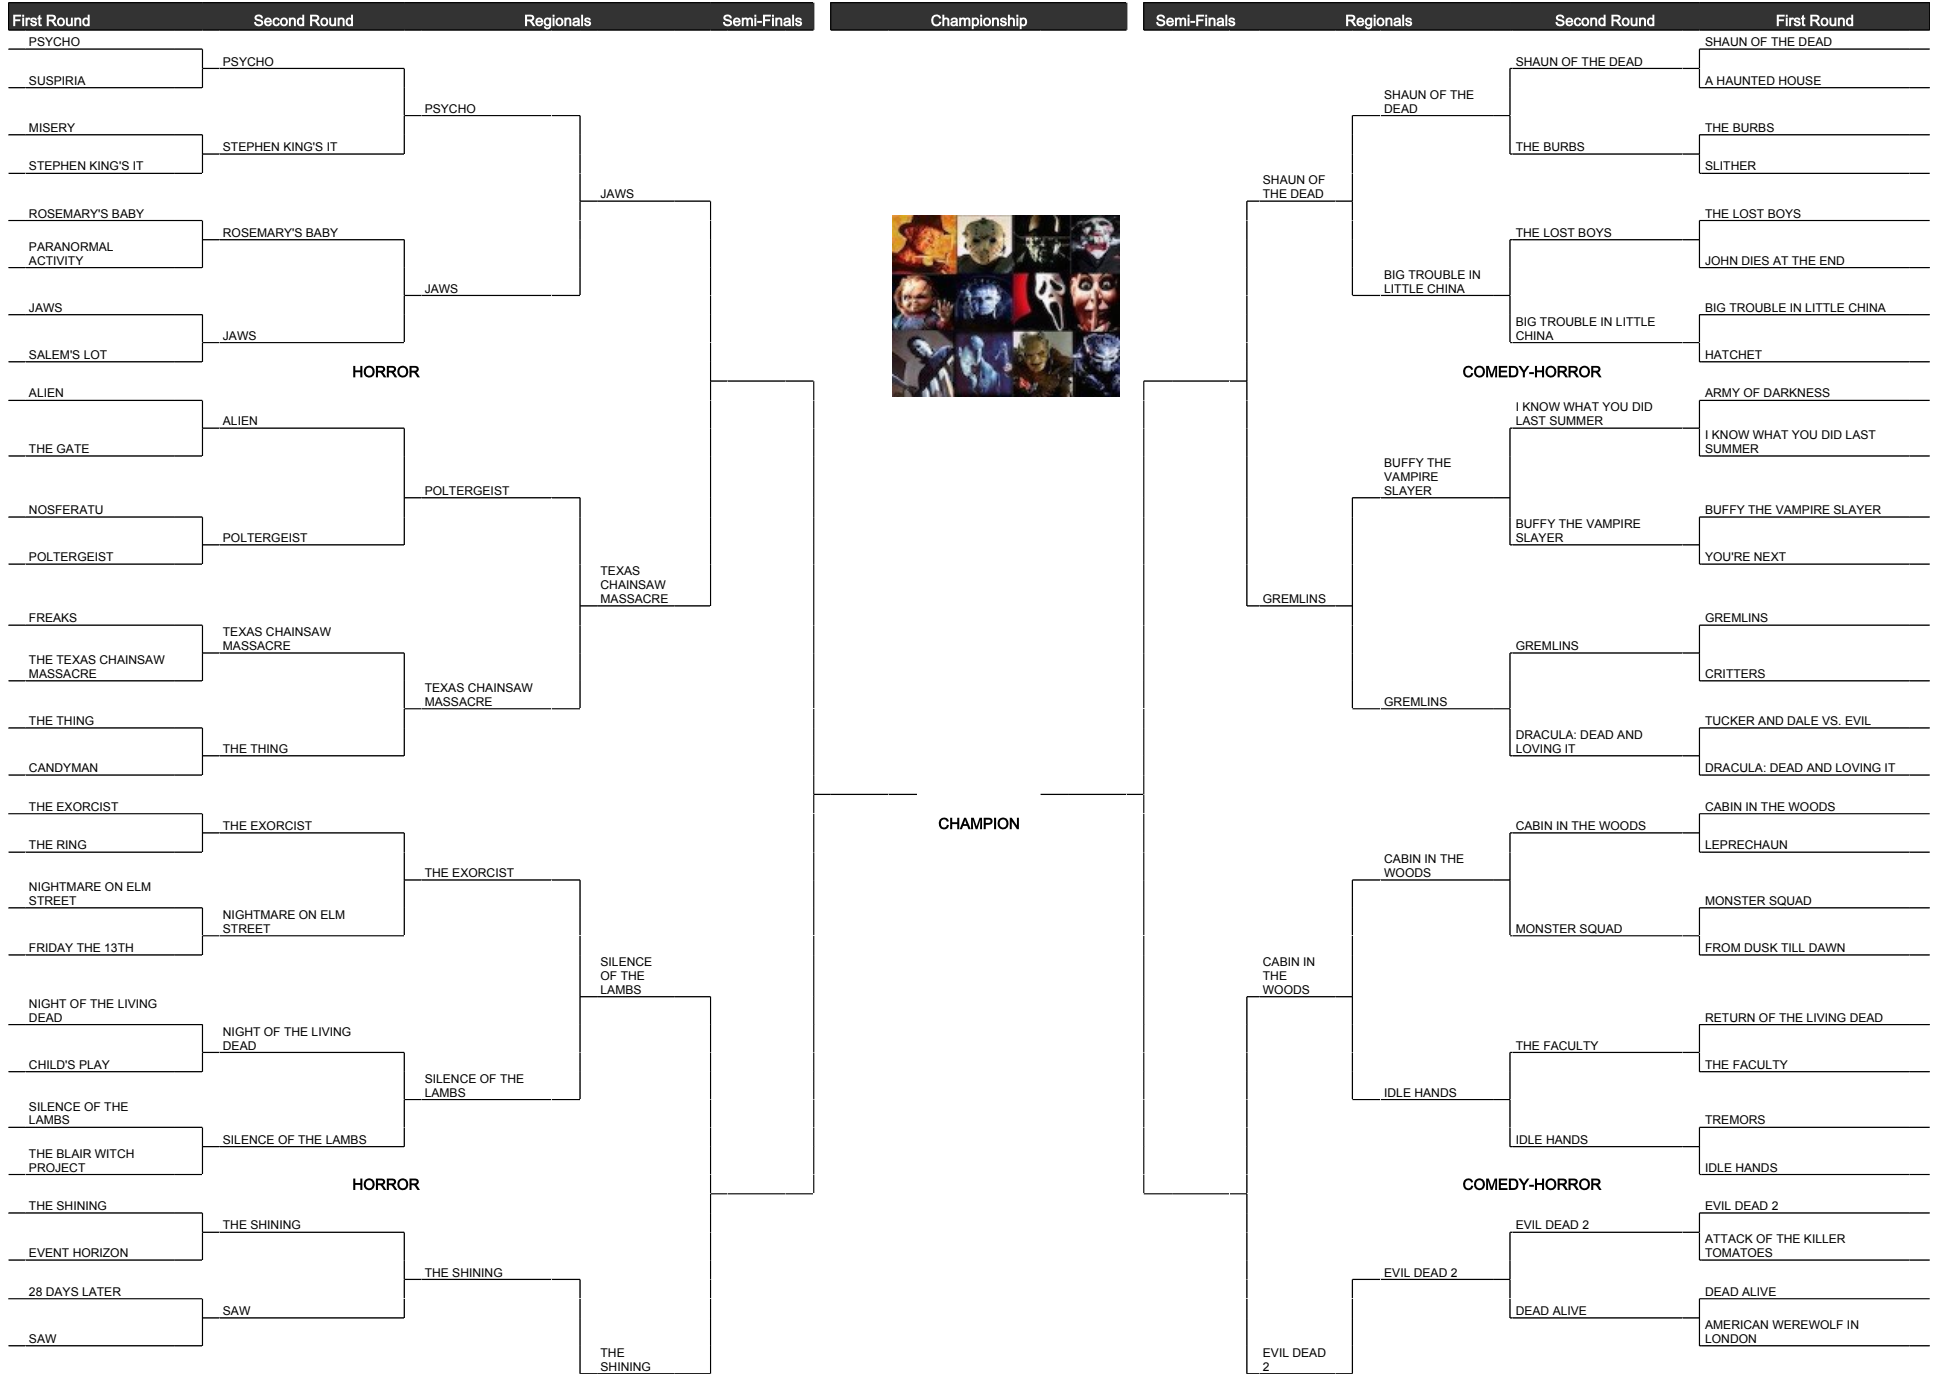 First Round
Second Round
Regionals
Semi-Finals
Championship
Semi-Finals
Regionals
Second Round
First Round
PSYCHO
SUSPIRIA
MISERY
STEPHEN KING'S IT
ROSEMARY'S BABY
PARANORMAL
ACTIVITY
JAWS
SALEM'S LOT
ALIEN
THE GATE
NOSFERATU
POLTERGEIST
FREAKS
THE TEXAS CHAINSAW
MASSACRE
THE THING
CANDYMAN
THE EXORCIST
THE RING
NIGHTMARE ON ELM
STREET
FRIDAY THE 13TH
NIGHT OF THE LIVING
DEAD
CHILD'S PLAY
SILENCE OF THE
LAMBS
THE BLAIR WITCH
PROJECT
THE SHINING
EVENT HORIZON
28 DAYS LATER
SAW
PSYCHO
STEPHEN KING'S IT
ROSEMARY'S BABY
JAWS
HORROR
ALIEN
POLTERGEIST
TEXAS CHAINSAW
MASSACRE
THE THING
THE EXORCIST
NIGHTMARE ON ELM
STREET
NIGHT OF THE LIVING
DEAD
SILENCE OF THE LAMBS
HORROR
THE SHINING
SAW
PSYCHO
JAWS
POLTERGEIST
TEXAS CHAINSAW
MASSACRE
THE EXORCIST
SILENCE OF THE
LAMBS
THE SHINING
JAWS
TEXAS
CHAINSAW
MASSACRE
SILENCE
OF THE
LAMBS
THE
SHINING
CHAMPION
SHAUN OF
THE DEAD
GREMLINS
CABIN IN
THE
WOODS
EVIL DEAD
2
SHAUN OF THE
DEAD
BIG TROUBLE IN
LITTLE CHINA
BUFFY THE
VAMPIRE
SLAYER
GREMLINS
CABIN IN THE
WOODS
IDLE HANDS
EVIL DEAD 2
SHAUN OF THE DEAD
THE BURBS
THE LOST BOYS
BIG TROUBLE IN LITTLE
CHINA
COMEDY-HORROR
I KNOW WHAT YOU DID
LAST SUMMER
BUFFY THE VAMPIRE
SLAYER
GREMLINS
DRACULA: DEAD AND
LOVING IT
CABIN IN THE WOODS
MONSTER SQUAD
THE FACULTY
IDLE HANDS
COMEDY-HORROR
EVIL DEAD 2
DEAD ALIVE
SHAUN OF THE DEAD
A HAUNTED HOUSE
THE BURBS
SLITHER
THE LOST BOYS
JOHN DIES AT THE END
BIG TROUBLE IN LITTLE CHINA
HATCHET
ARMY OF DARKNESS
I KNOW WHAT YOU DID LAST
SUMMER
BUFFY THE VAMPIRE SLAYER
YOU'RE NEXT
GREMLINS
CRITTERS
TUCKER AND DALE VS. EVIL
DRACULA: DEAD AND LOVING IT
CABIN IN THE WOODS
LEPRECHAUN
MONSTER SQUAD
FROM DUSK TILL DAWN
RETURN OF THE LIVING DEAD
THE FACULTY
TREMORS
IDLE HANDS
EVIL DEAD 2
ATTACK OF THE KILLER
TOMATOES
DEAD ALIVE
AMERICAN WEREWOLF IN
LONDON